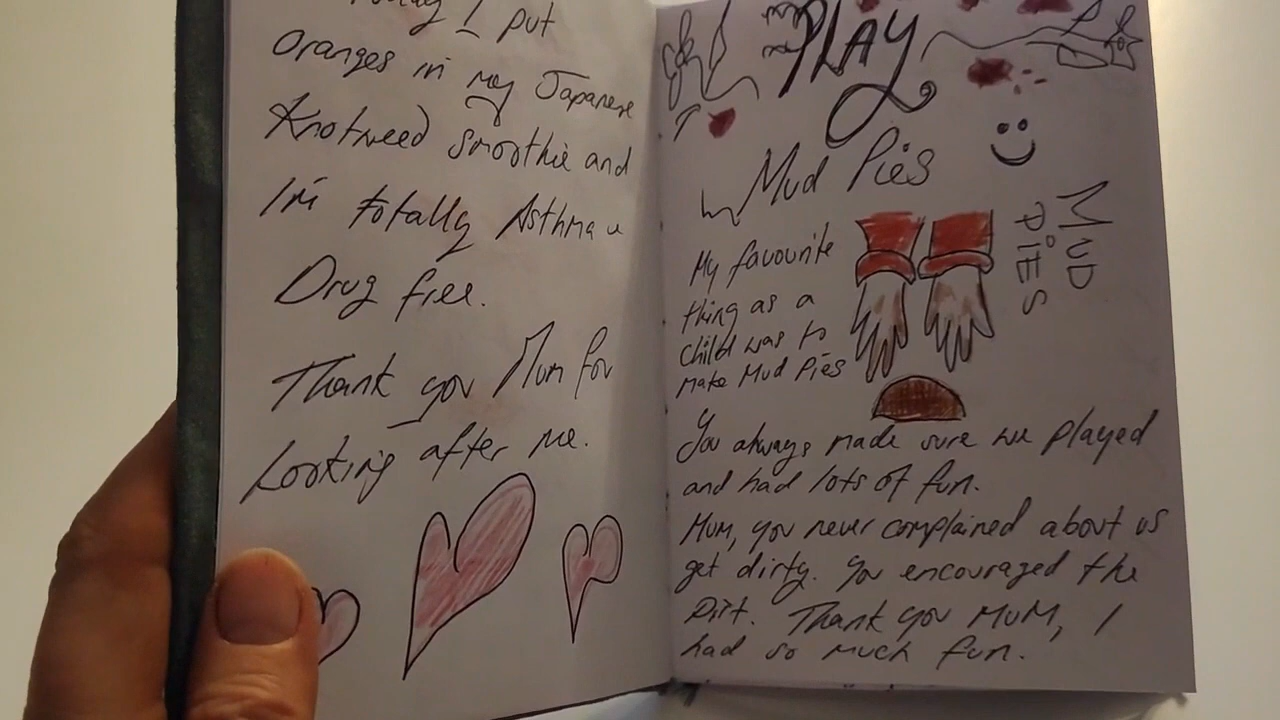 Today I put
Oranges in my Japanese
Knotweed smoothie and
I'm totally Asthma
Drug free.
Thank you Mum for
Looking after me.
PLAY
Mud Pies
MUD
PiES
My favourite
thing as a
child was to
make Mud Pies
You always made sure we played
and had lots of fun.
Mum, you never complained about us
get dirty. You encouraged the
Dirt. Thank you MUM, I
had so much fun.